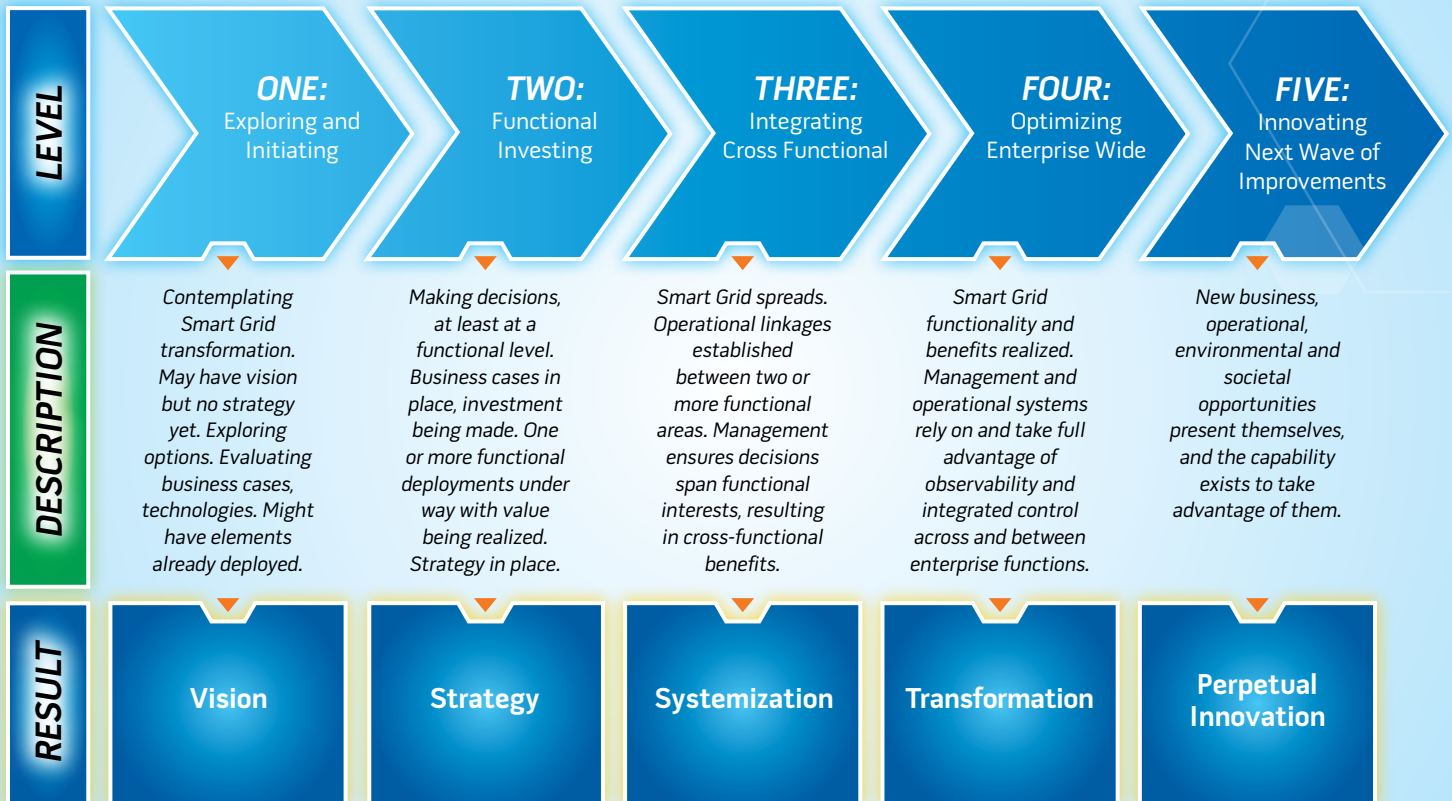 LEVEL
ONE:
Exploring and
Initiating
TWO:
Functional
Investing
THREE:
Integrating
Cross Functional
FOUR:
Optimizing
Enterprise Wide
FIVE:
Innovating
Next Wave of
Improvements
DESCRIPTION
Contemplating
Smart Grid
transformation.
May have vision
but no strategy
yet. Exploring
options. Evaluating
business cases,
technologies. Might
have elements
already deployed.
Making decisions,
at least at a
functional level.
Business cases in
place, investment
being made. One
or more functional
deployments under
way with value
being realized.
Strategy in place.
Smart Grid spreads.
Operational linkages
established
between two or
more functional
areas. Management
ensures decisions
span functional
interests, resulting
in cross-functional
benefits.
Smart Grid
functionality and
benefits realized.
Management and
operational systems
rely on and take full
advantage of
observability and
integrated control
across and between
enterprise functions.
New business,
operational,
environmental and
societal
opportunities
present themselves,
and the capability
exists to take
advantage of them.
RESULT
Vision
Strategy
Systemization
Transformation
Perpetual
Innovation